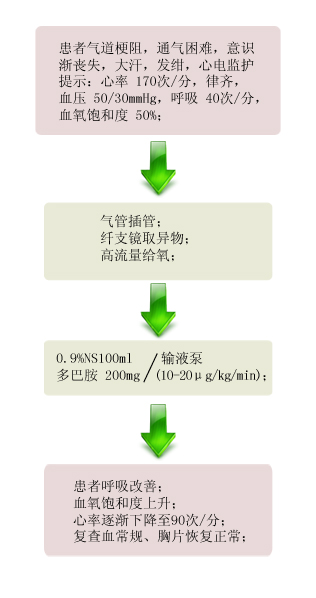 患者气道梗阻，通气困难，意识
渐丧失，大汗，发绀，心电监护
提示：心率 170次/分，律齐，
血压 50/30mmHg，呼吸 40次/分，
血氧饱和度 50%；
气管插管；
纤支镜取异物；
高流量给氧；
0.9%NS100ml / 输液泵
多巴胺 200mg / (10-20μg/kg/min)；
患者呼吸改善；
血氧饱和度上升；
心率逐渐下降至90次/分；
复查血常规、胸片恢复正常；